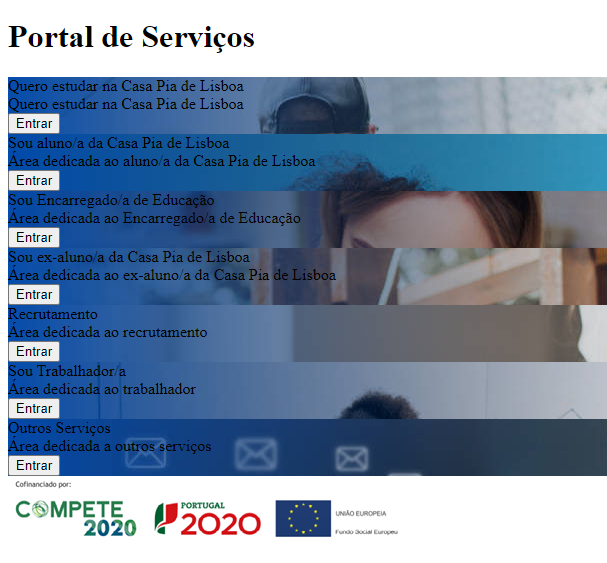 Portal de Serviços
Quero estudar na Casa Pia de Lisboa
Quero estudar na Casa Pia de Lisboa
Entrar
Sou aluno/a da Casa Pia de Lisboa
Área dedicada ao aluno/a da Casa Pia de Lisboa
Entrar
Sou Encarregado/a de Educação
Área dedicada ao Encarregado/a de Educação
Entrar
Sou ex-aluno/a da Casa Pia de Lisboa
Área dedicada ao ex-aluno/a da Casa Pia de Lisboa
Entrar
Recrutamento
Área dedicada ao recrutamento
Entrar
Sou Trabalhador/a
Área dedicada ao trabalhador
Entrar
Outros Serviços
Área dedicada a outros serviços
Entrar
Cofinanciado por:
COMPETE 2020
PORTUGAL 2020
UNIÃO EUROPEIA
Fundo Social Europeu